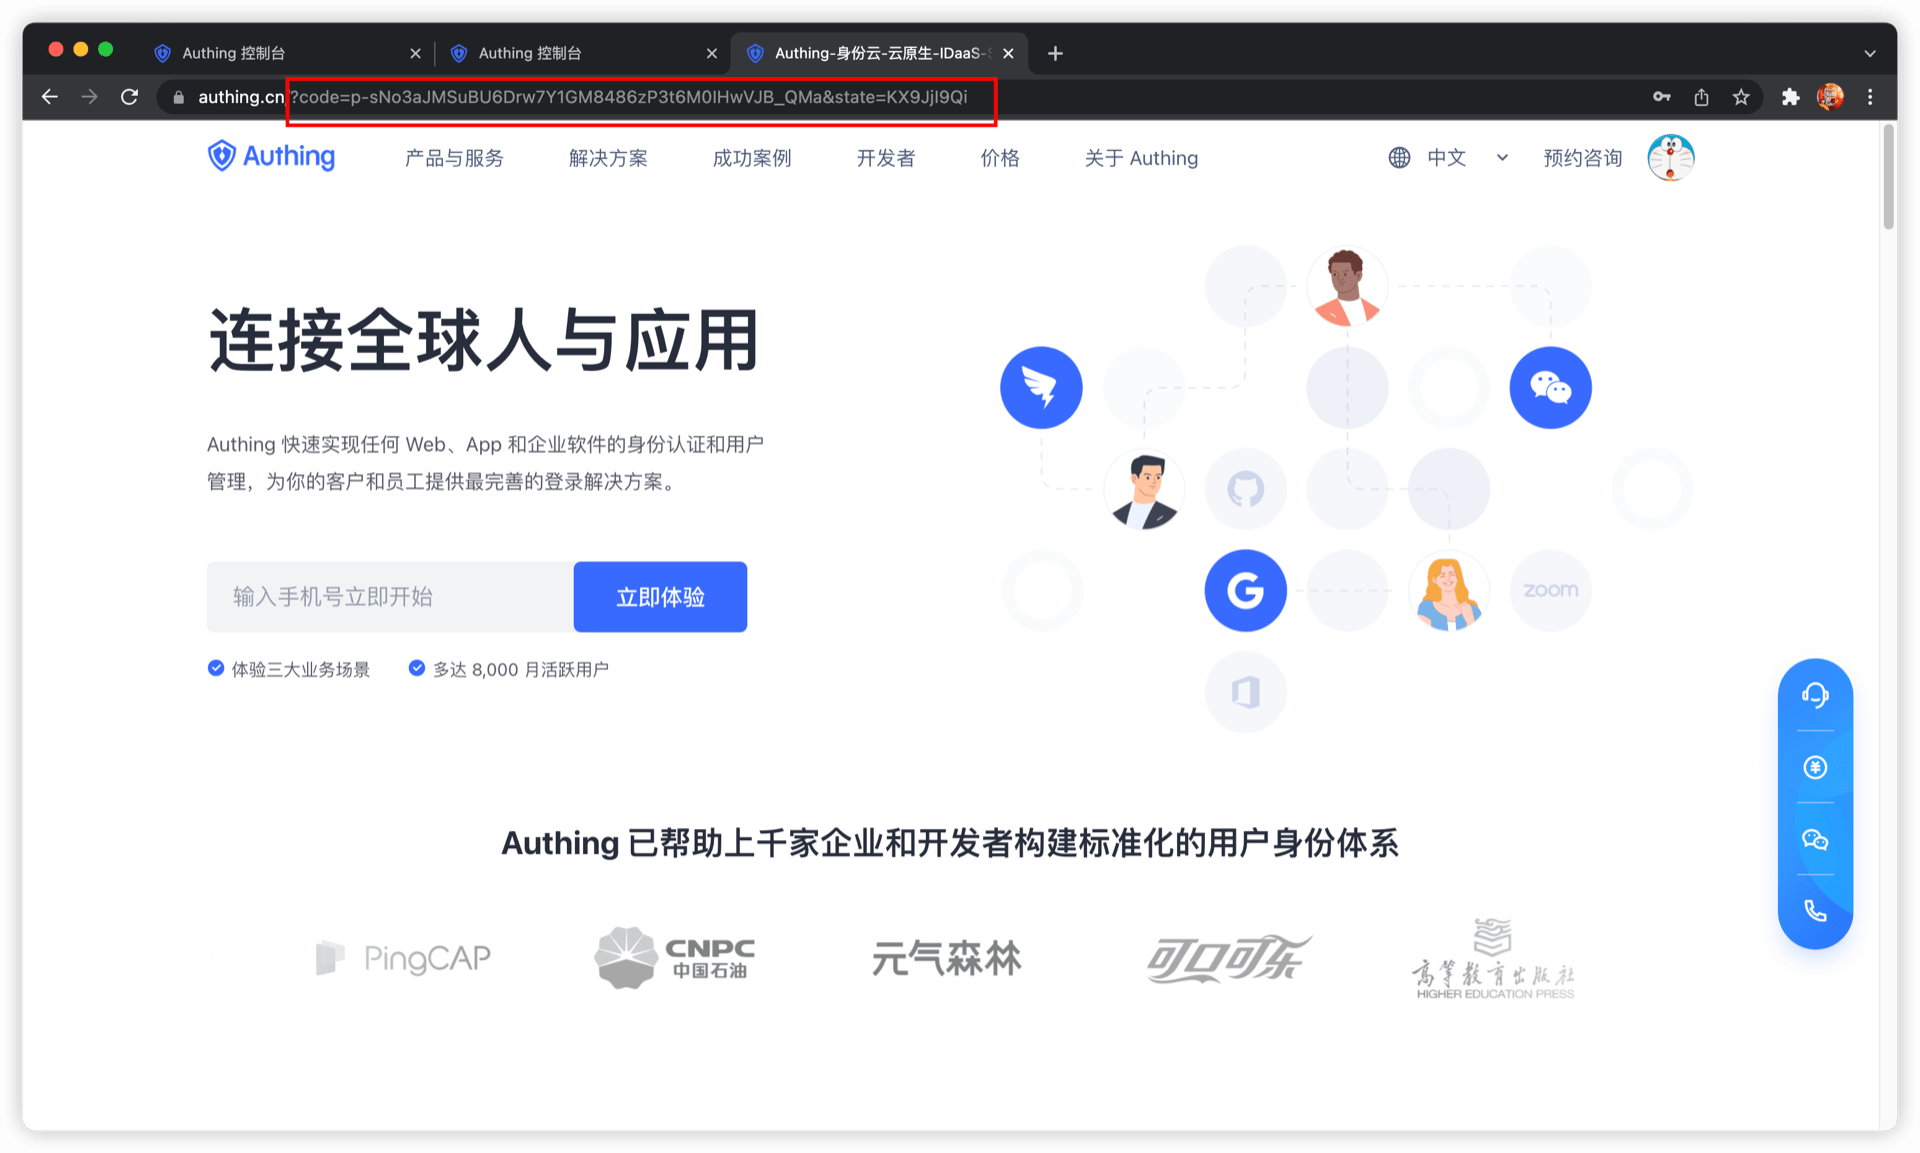 Authing 控制台
Authing 控制台
Authing-身份云-云原生-IDaaS-
authing.cn/?code=p-sNo3aJMSuBU6Drw7Y1GM8486zP3t6M0IHwVJB_QMa&state=KX9JjI9Qi
Authing 产品与服务 解决方案 成功案例 开发者 价格 关于 Authing 中文 预约咨询
连接全球人与应用
Authing 快速实现任何 Web、App 和企业软件的身份认证和用户
管理，为你的客户和员工提供最完善的登录解决方案。
输入手机号立即开始 立即体验
体验三大业务场景 多达 8,000 月活跃用户
G
zoom
Authing 已帮助上千家企业和开发者构建标准化的用户身份体系
PingCAP
CNPC
中国石油
元气森林
可口可乐
高等教育出版社
HIGHER EDUCATION PRESS